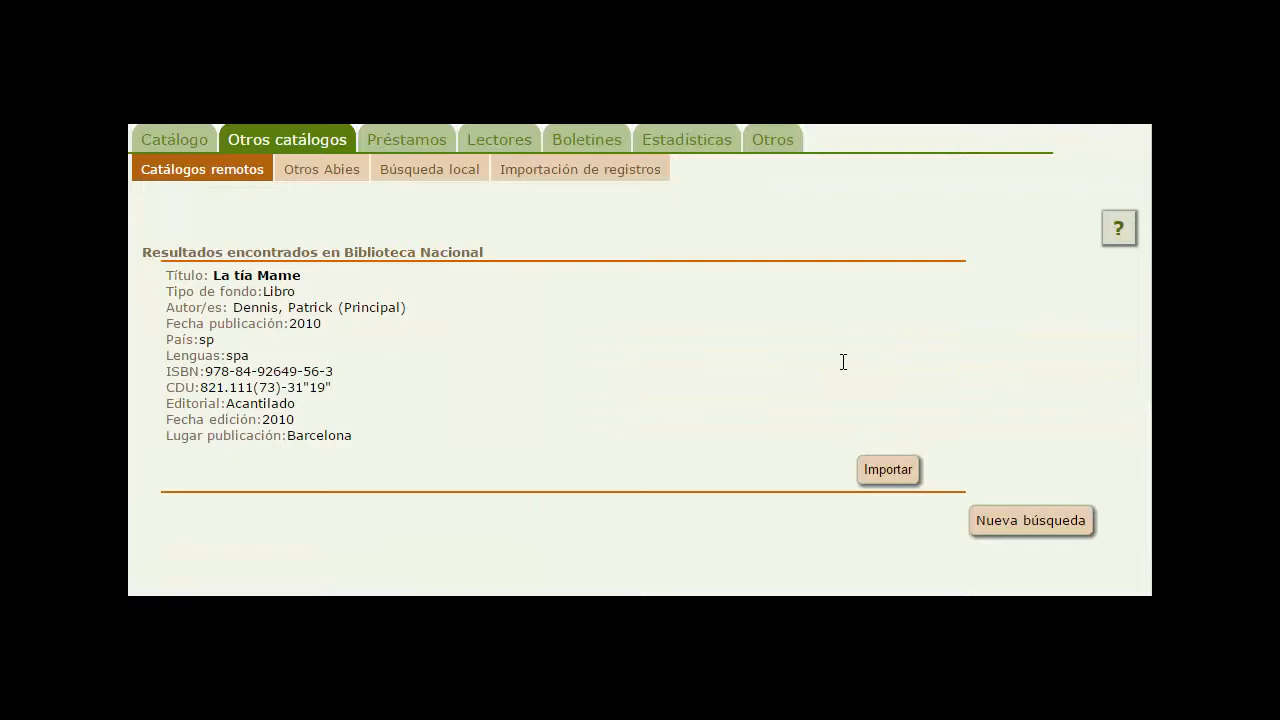 Catálogo Otros catálogos Préstamos Lectores Boletines Estadísticas Otros
Catálogos remotos Otros Abies Búsqueda local Importación de registros
?
Resultados encontrados en Biblioteca Nacional
Título: La tía Mame
Tipo de fondo:Libro
Autor/es: Dennis, Patrick (Principal)
Fecha publicación:2010
País:sp
Lenguas:spa
ISBN:978-84-92649-56-3
CDU:821.111(73)-31"19"
Editorial:Acantilado
Fecha edición:2010
Lugar publicación:Barcelona
Importar
Nueva búsqueda